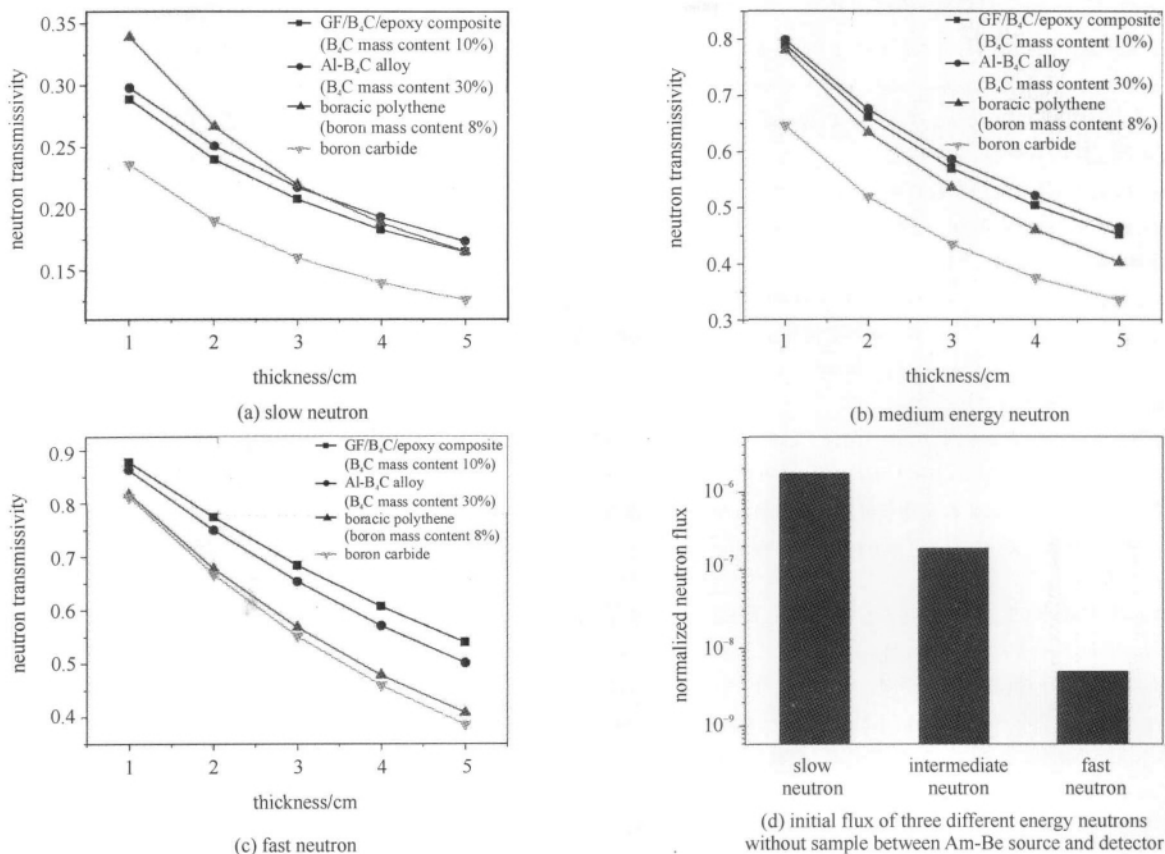 neutron transmissivity
0.35
0.30
0.25
0.20
0.15
GF/B₄C/epoxy composite
(B₄C mass content 10%)
Al-B₄C alloy
(B₄C mass content 30%)
boracic polythene
(boron mass content 8%)
boron carbide
1 2 3 4 5
thickness/cm
(a) slow neutron
neutron transmissivity
0.8
0.7
0.6
0.5
0.4
0.3
GF/B₄C/epoxy composite
(B₄C mass content 10%)
Al-B₄C alloy
(B₄C mass content 30%)
boracic polythene
(boron mass content 8%)
boron carbide
1 2 3 4 5
thickness/cm
(b) medium energy neutron
neutron transmissivity
0.9
0.8
0.7
0.6
0.5
0.4
GF/B₄C/epoxy composite
(B₄C mass content 10%)
Al-B₄C alloy
(B₄C mass content 30%)
boracic polythene
(boron mass content 8%)
boron carbide
1 2 3 4 5
thickness/cm
(c) fast neutron
normalized neutron flux
10⁻⁶
10⁻⁷
10⁻⁸
10⁻⁹
slow intermediate fast
neutron neutron neutron
(d) initial flux of three different energy neutrons
without sample between Am-Be source and detector